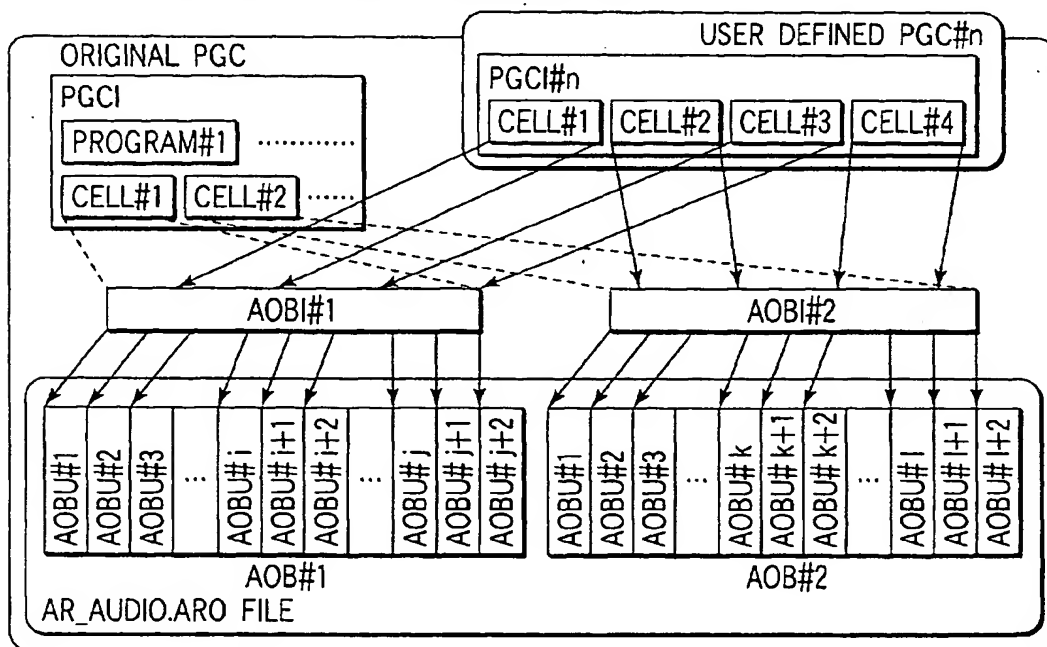 USER DEFINED PGC#n
ORIGINAL PGC
PGCI
PROGRAM#1 ............
CELL#1 CELL#2 ......
PGCI#n
CELL#1 CELL#2 CELL#3 CELL#4
AOBI#1 AOBI#2
AOBU#1 AOBU#2 AOBU#3 ... AOBU#i AOBU#i+1 AOBU#i+2 ... AOBU#j AOBU#j+1 AOBU#j+2
AOBU#1 AOBU#2 AOBU#3 ... AOBU#k AOBU#k+1 AOBU#k+2 ... AOBU#l AOBU#l+1 AOBU#l+2
AOB#1 AOB#2
AR_AUDIO.ARO FILE